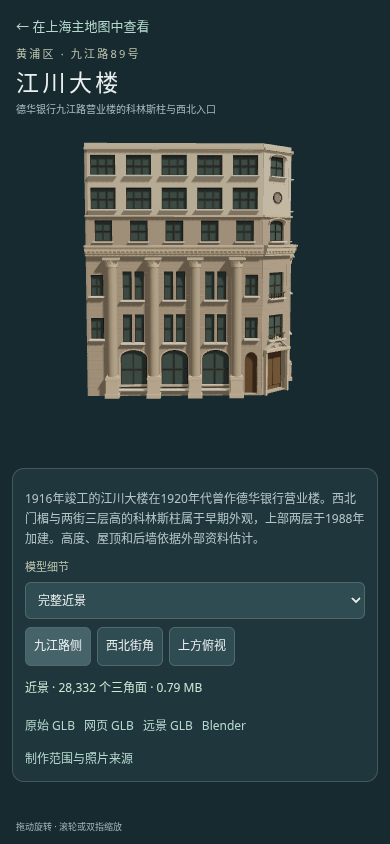 ← 在上海主地图中查看
黄浦区 · 九江路89号
江川大楼
德华银行九江路营业楼的科林斯柱与西北入口
1916年竣工的江川大楼在1920年代曾作德华银行营业楼。西北
门楣与两街三层高的科林斯柱属于早期外观，上部两层于1988年
加建。高度、屋顶和后墙依据外部资料估计。
模型细节
完整近景
九江路侧 西北街角 上方俯视
近景 · 28,332 个三角面 · 0.79 MB
原始 GLB 网页 GLB 远景 GLB Blender
制作范围与照片来源
拖动旋转 · 滚轮或双指缩放